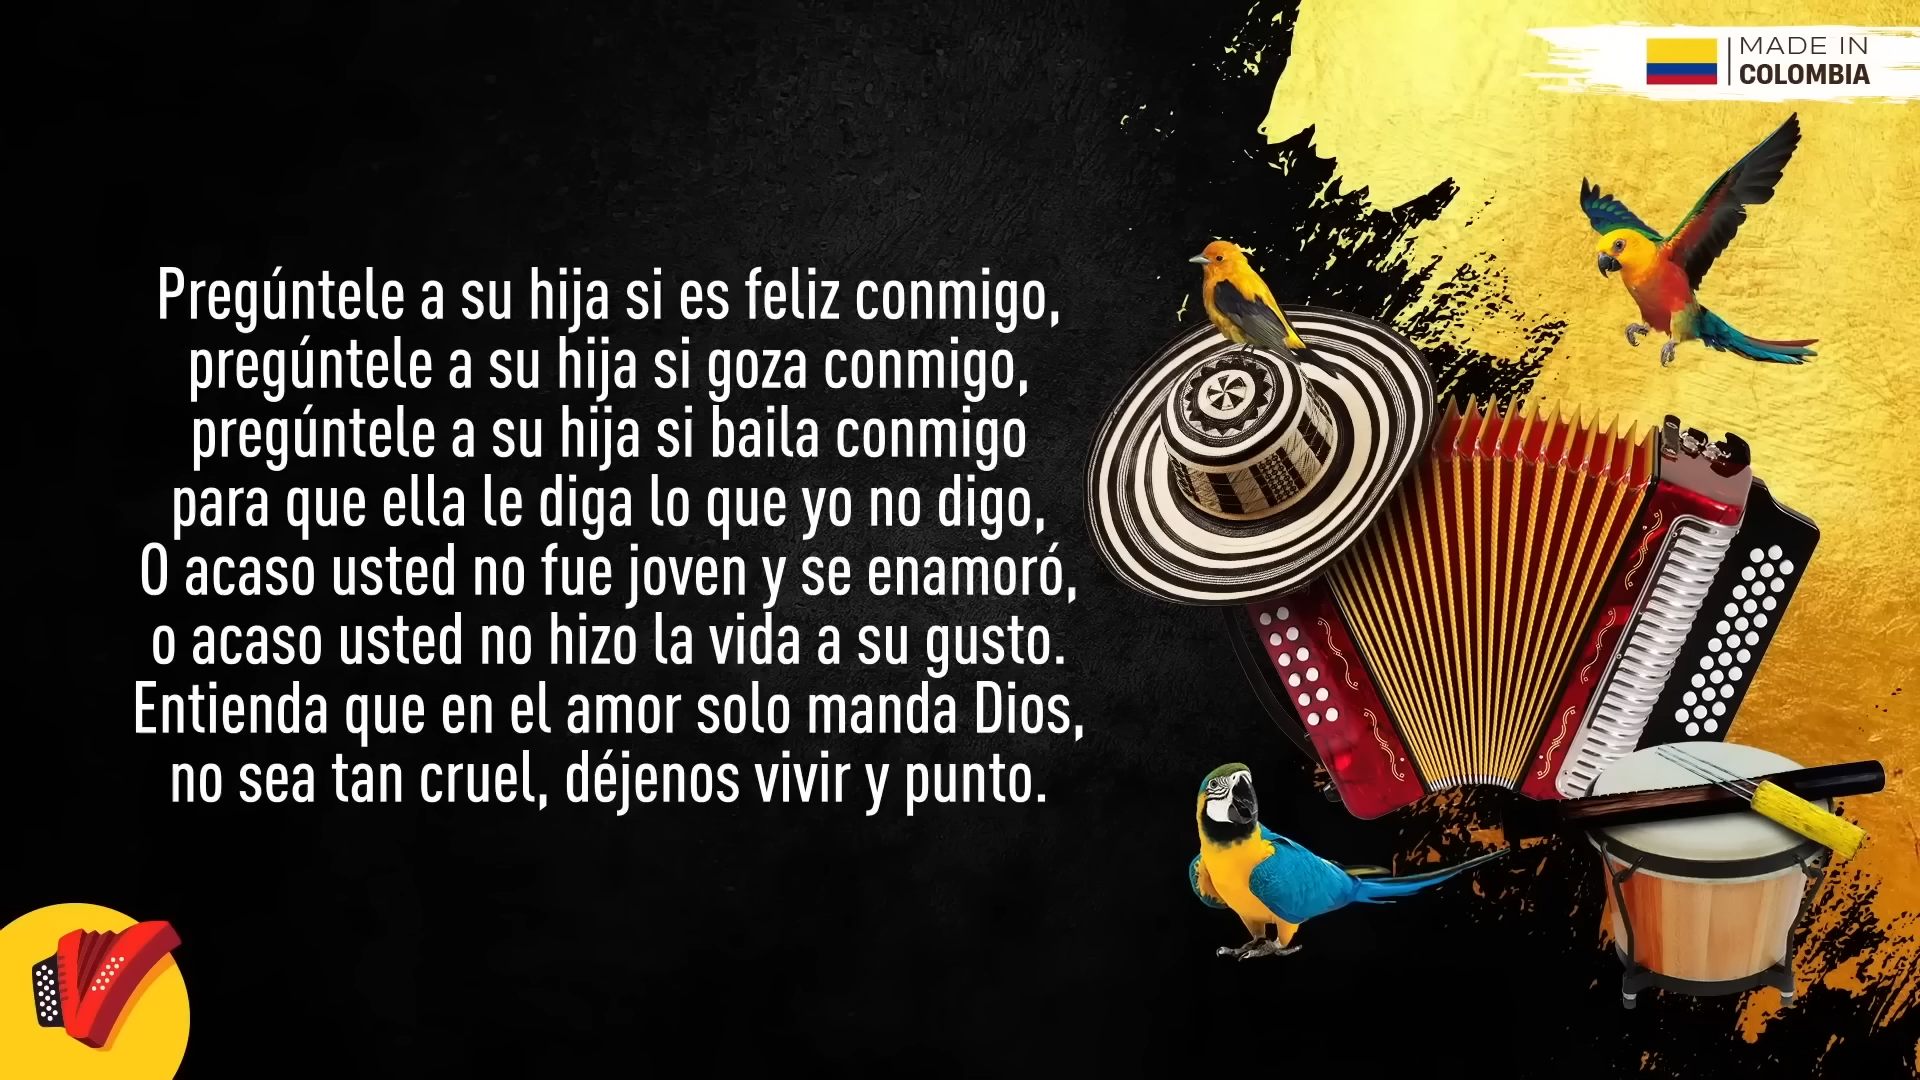 MADE IN
COLOMBIA
Pregúntele a su hija si es feliz conmigo,
pregúntele a su hija si goza conmigo,
pregúntele a su hija si baila conmigo
para que ella le diga lo que yo no digo,
O acaso usted no fue joven y se enamoró,
o acaso usted no hizo la vida a su gusto.
Entienda que en el amor solo manda Dios,
no sea tan cruel, déjenos vivir y punto.